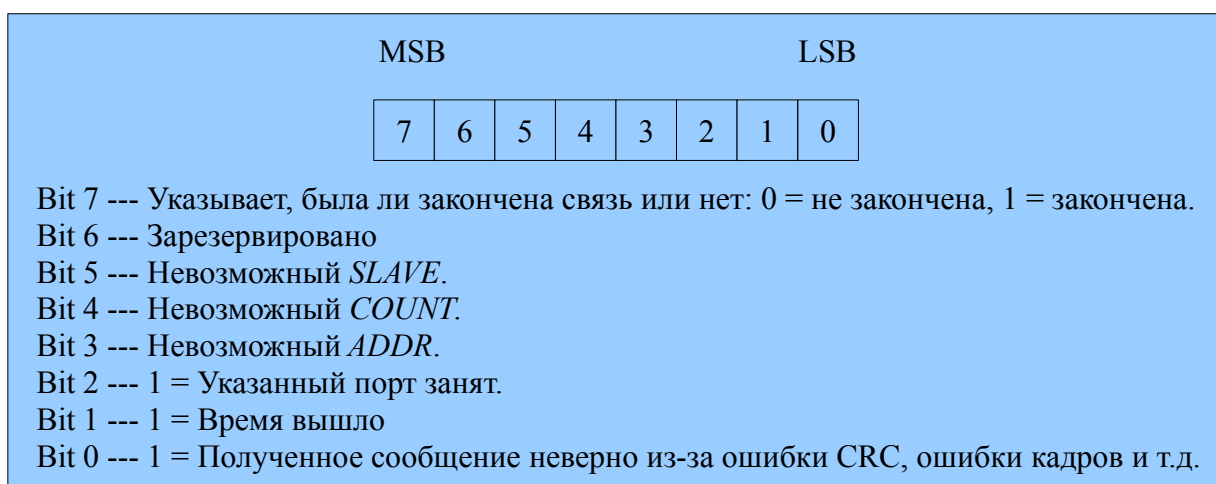 MSB LSB
7 6 5 4 3 2 1 0
Bit 7 --- Указывает, была ли закончена связь или нет: 0 = не закончена, 1 = закончена.
Bit 6 --- Зарезервировано
Bit 5 --- Невозможный SLAVE.
Bit 4 --- Невозможный COUNT.
Bit 3 --- Невозможный ADDR.
Bit 2 --- 1 = Указанный порт занят.
Bit 1 --- 1 = Время вышло
Bit 0 --- 1 = Полученное сообщение неверно из-за ошибки CRC, ошибки кадров и т.д.